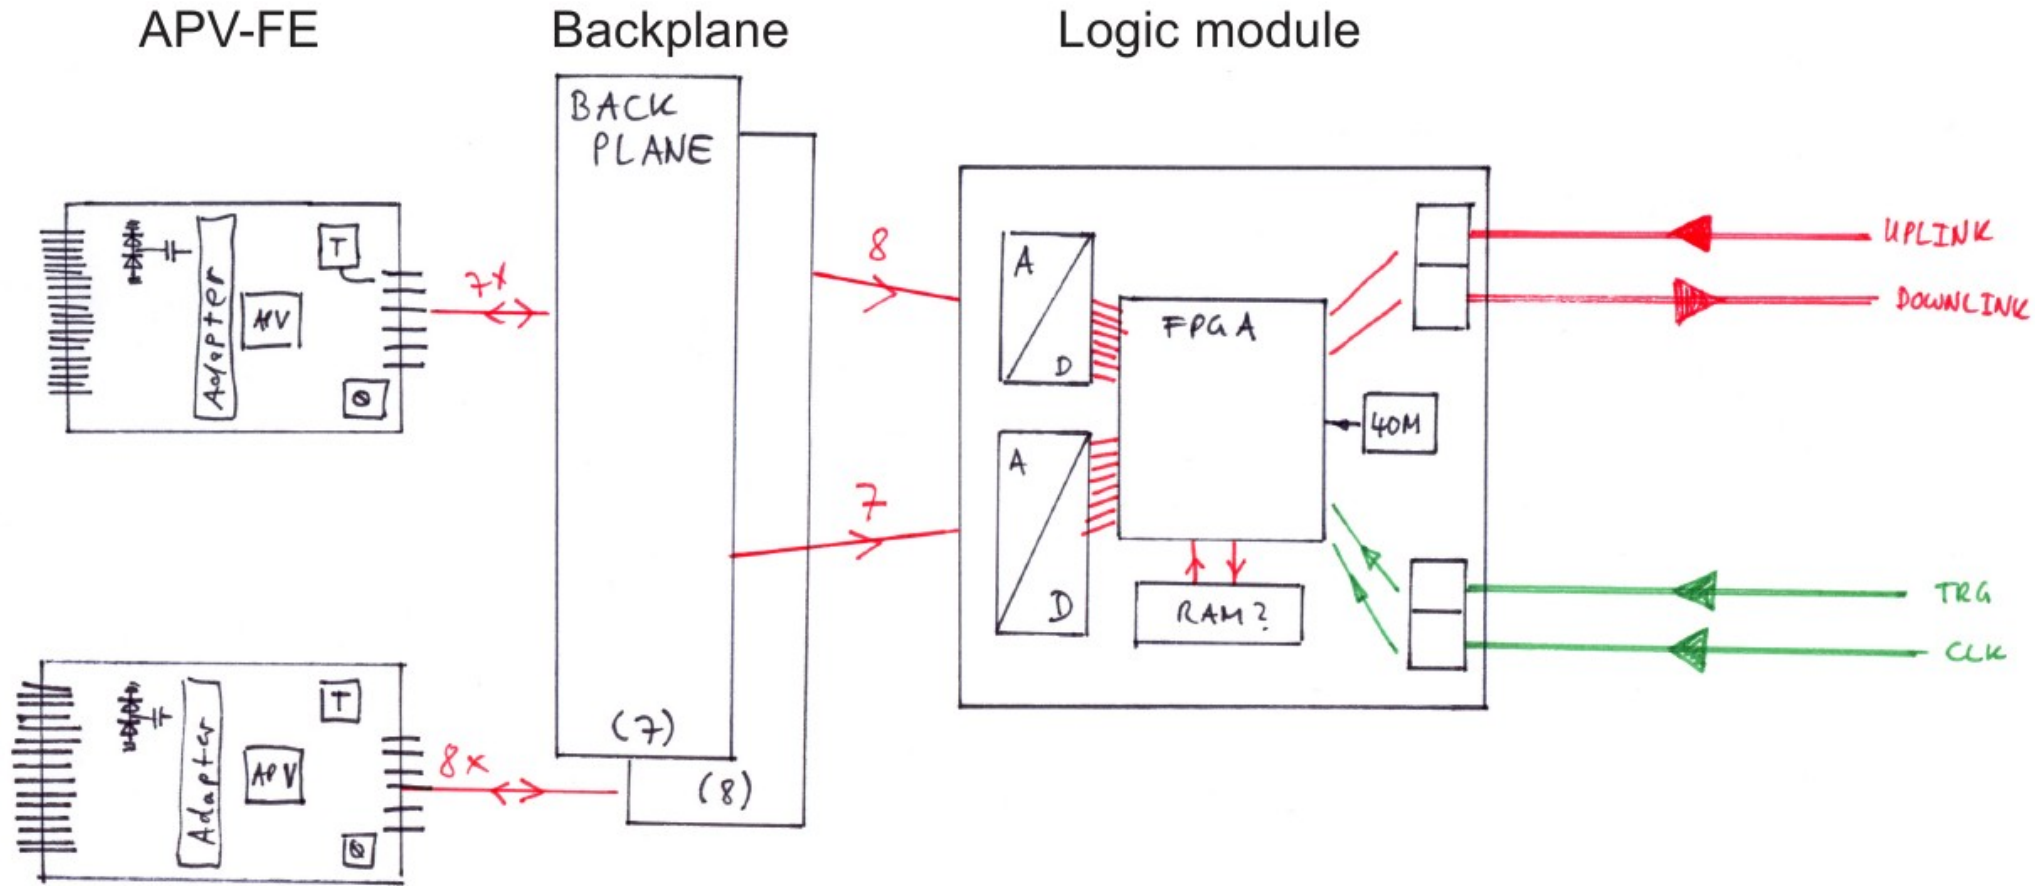 APV-FE
Backplane
Logic module
BACK
PLANE
T
Adapter
APV
7x
8
A
D
FPGA
UPLINK
DOWNLINK
40M
A
D
7
RAM?
TRG
CLK
(7)
T
Adapter
APV
8x
(8)